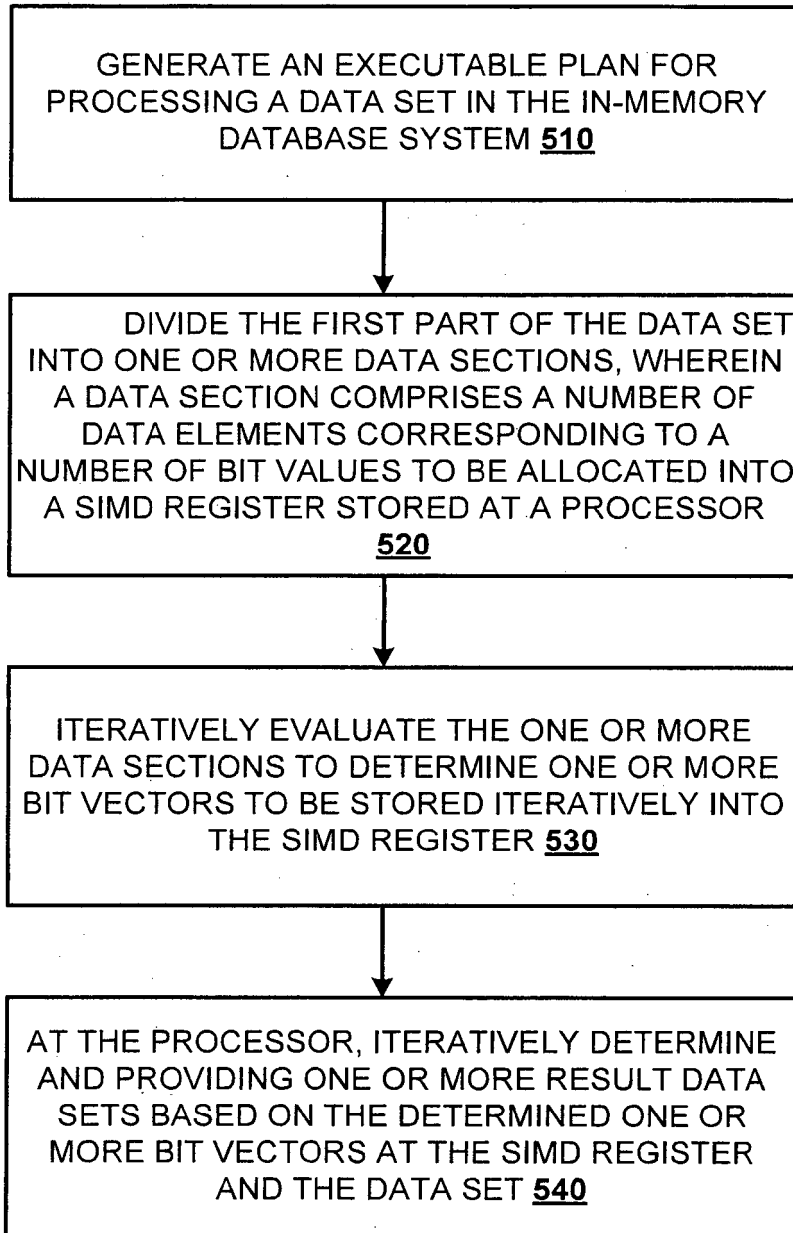 GENERATE AN EXECUTABLE PLAN FOR
PROCESSING A DATA SET IN THE IN-MEMORY
DATABASE SYSTEM 510
DIVIDE THE FIRST PART OF THE DATA SET
INTO ONE OR MORE DATA SECTIONS, WHEREIN
A DATA SECTION COMPRISES A NUMBER OF
DATA ELEMENTS CORRESPONDING TO A
NUMBER OF BIT VALUES TO BE ALLOCATED INTO
A SIMD REGISTER STORED AT A PROCESSOR
520
ITERATIVELY EVALUATE THE ONE OR MORE
DATA SECTIONS TO DETERMINE ONE OR MORE
BIT VECTORS TO BE STORED ITERATIVELY INTO
THE SIMD REGISTER 530
AT THE PROCESSOR, ITERATIVELY DETERMINE
AND PROVIDING ONE OR MORE RESULT DATA
SETS BASED ON THE DETERMINED ONE OR
MORE BIT VECTORS AT THE SIMD REGISTER
AND THE DATA SET 540